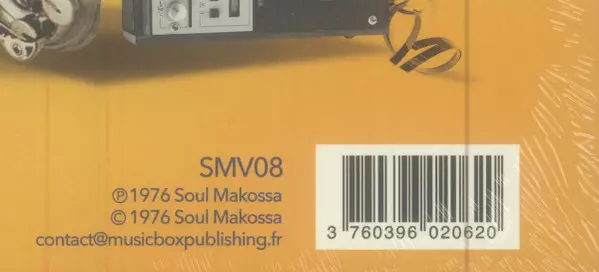 SMV08
℗1976 Soul Makossa
©1976 Soul Makossa
contact@musicboxpublishing.fr
3 760396 020620